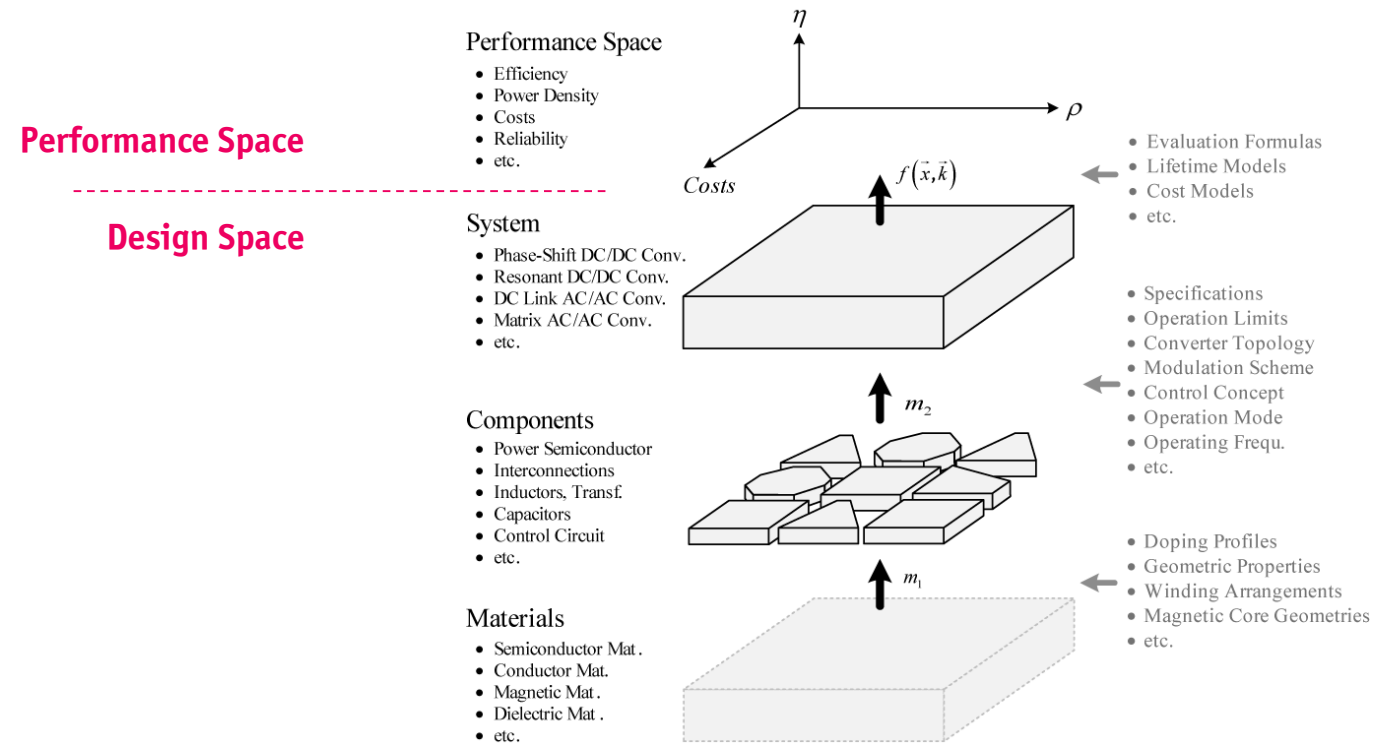 Performance Space
Design Space
Performance Space
• Efficiency
• Power Density
• Costs
• Reliability
• etc.
η
ρ
Costs
f(x⃗,k⃗)
• Evaluation Formulas
• Lifetime Models
• Cost Models
• etc.
System
• Phase-Shift DC/DC Conv.
• Resonant DC/DC Conv.
• DC Link AC/AC Conv.
• Matrix AC/AC Conv.
• etc.
• Specifications
• Operation Limits
• Converter Topology
• Modulation Scheme
• Control Concept
• Operation Mode
• Operating Frequ.
• etc.
m₂
Components
• Power Semiconductor
• Interconnections
• Inductors, Transf.
• Capacitors
• Control Circuit
• etc.
• Doping Profiles
• Geometric Properties
• Winding Arrangements
• Magnetic Core Geometries
• etc.
m₁
Materials
• Semiconductor Mat.
• Conductor Mat.
• Magnetic Mat.
• Dielectric Mat.
• etc.